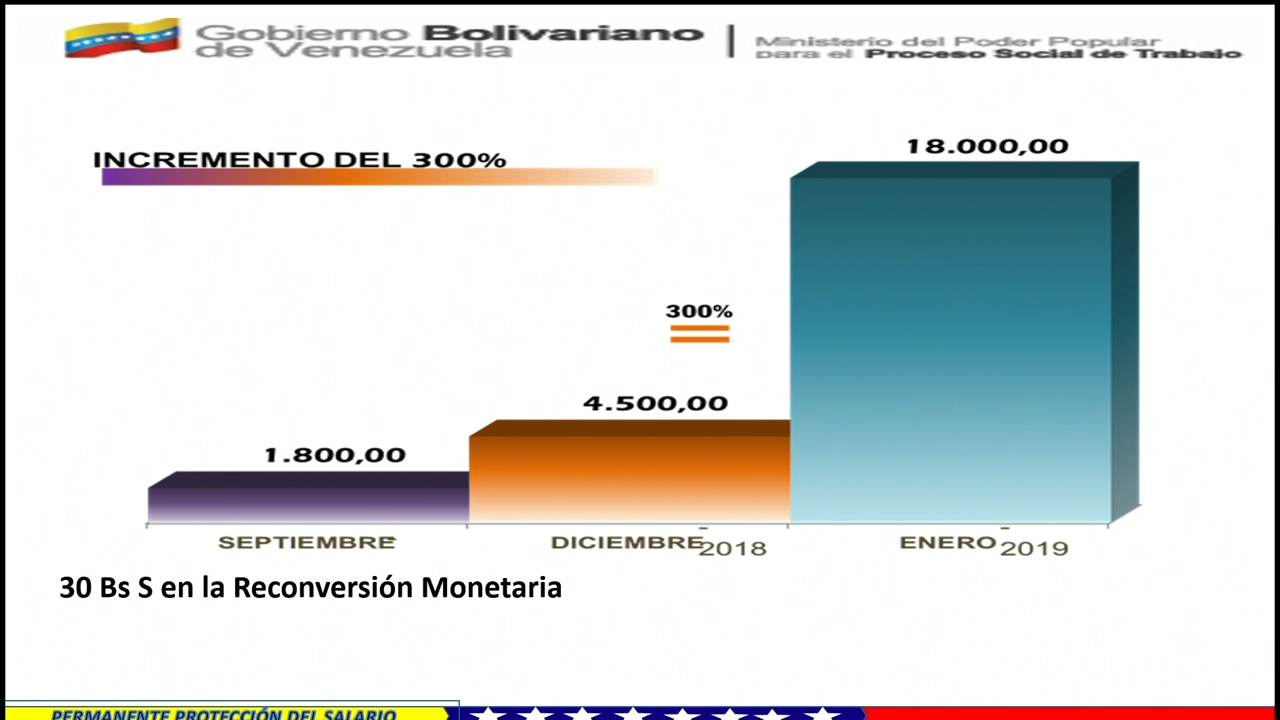 Gobierno Bolivariano
de Venezuela
Ministerio del Poder Popular
para el Proceso Social de Trabajo
INCREMENTO DEL 300%
18.000,00
300%
4.500,00
1.800,00
SEPTIEMBRE
DICIEMBRE 2018
ENERO 2019
30 Bs S en la Reconversión Monetaria
PERMANENTE PROTECCIÓN DEL SALARIO